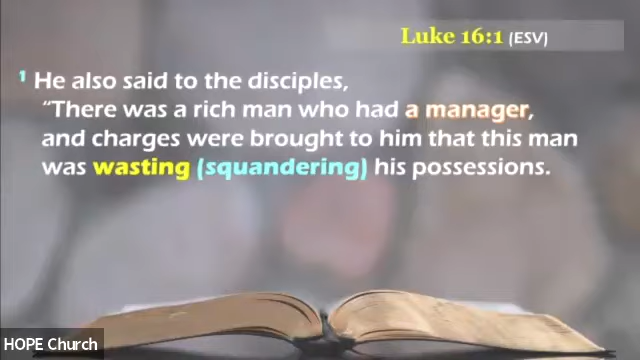 Luke 16:1 (ESV)
1 He also said to the disciples,
“There was a rich man who had a manager,
and charges were brought to him that this man
was wasting (squandering) his possessions.
HOPE Church